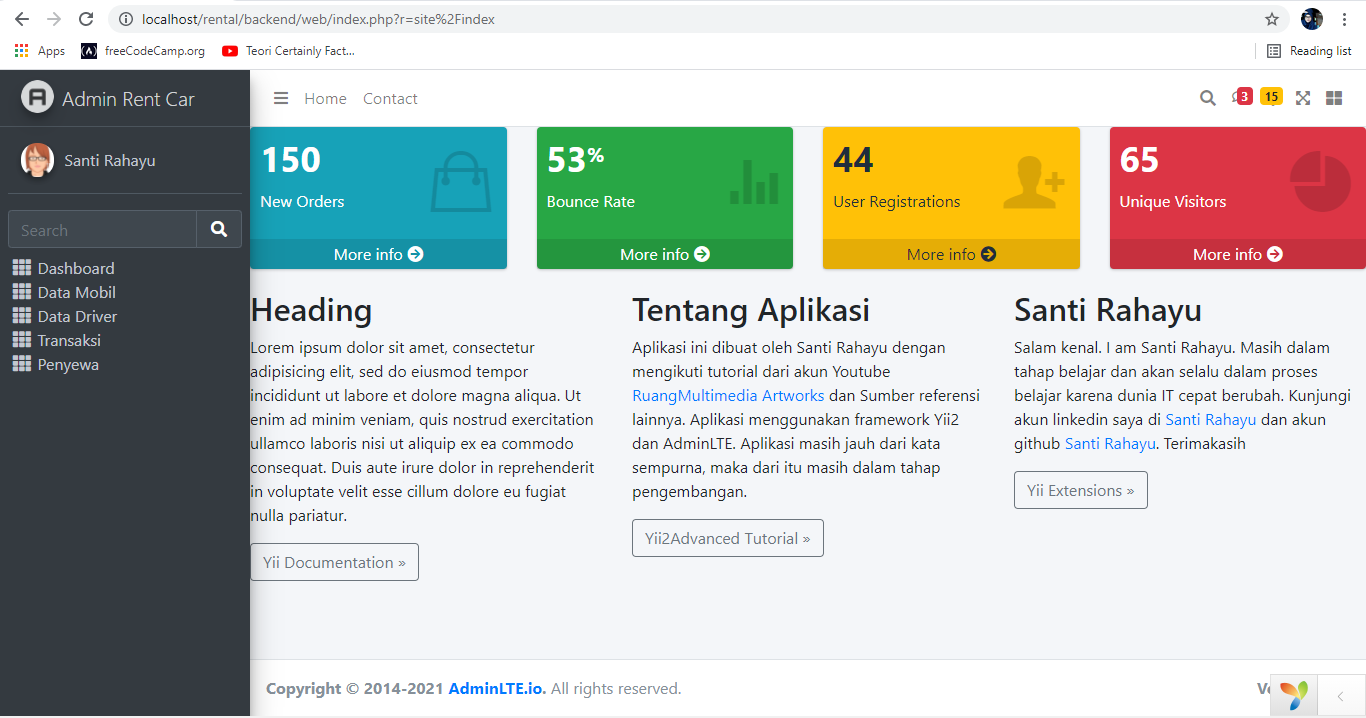 localhost/rental/backend/web/index.php?r=site%2Findex
Apps freeCodeCamp.org Teori Certainly Fact... Reading list
Admin Rent Car
Home Contact 3 15
Santi Rahayu
Search
Dashboard
Data Mobil
Data Driver
Transaksi
Penyewa
150
New Orders
More info
53%
Bounce Rate
More info
44
User Registrations
More info
65
Unique Visitors
More info
Heading
Lorem ipsum dolor sit amet, consectetur
adipisicing elit, sed do eiusmod tempor
incididunt ut labore et dolore magna aliqua. Ut
enim ad minim veniam, quis nostrud exercitation
ullamco laboris nisi ut aliquip ex ea commodo
consequat. Duis aute irure dolor in reprehenderit
in voluptate velit esse cillum dolore eu fugiat
nulla pariatur.
Yii Documentation »
Tentang Aplikasi
Aplikasi ini dibuat oleh Santi Rahayu dengan
mengikuti tutorial dari akun Youtube
RuangMultimedia Artworks dan Sumber referensi
lainnya. Aplikasi menggunakan framework Yii2
dan AdminLTE. Aplikasi masih jauh dari kata
sempurna, maka dari itu masih dalam tahap
pengembangan.
Yii2Advanced Tutorial »
Santi Rahayu
Salam kenal. I am Santi Rahayu. Masih dalam
tahap belajar dan akan selalu dalam proses
belajar karena dunia IT cepat berubah. Kunjungi
akun linkedin saya di Santi Rahayu dan akun
github Santi Rahayu. Terimakasih
Yii Extensions »
Copyright © 2014-2021 AdminLTE.io. All rights reserved.